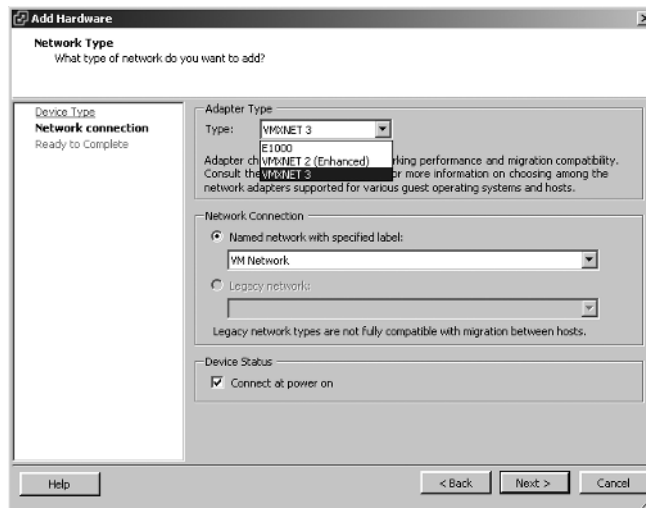 Add Hardware
Network Type
What type of network do you want to add?
Device Type
Network connection
Ready to Complete
Adapter Type
Type: VMXNET 3
E1000
VMXNET 2 (Enhanced)
VMXNET 3
Adapter ch rking performance and migration compatibility.
Consult the or more information on choosing among the
network adapters supported for various guest operating systems and hosts.
Network Connection
Named network with specified label:
VM Network
Legacy network:
Legacy network types are not fully compatible with migration between hosts.
Device Status
Connect at power on
Help
< Back
Next >
Cancel